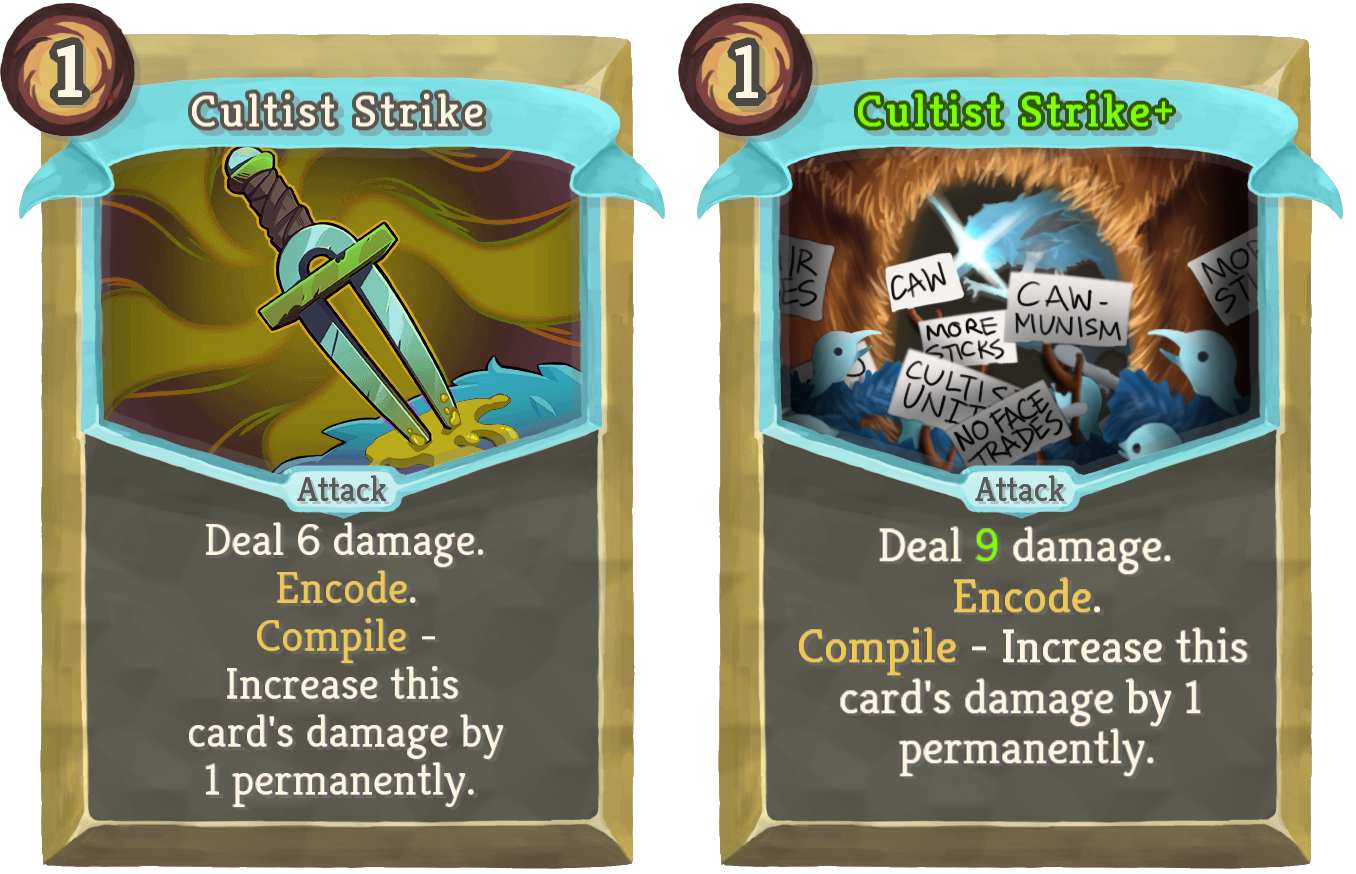 1
Cultist Strike
Attack
Deal 6 damage.
Encode.
Compile -
Increase this
card's damage by
1 permanently.
1
Cultist Strike+
CAW
CAW-
MUNISM
MORE
STICKS
NO FACE
TRADES
Attack
Deal 9 damage.
Encode.
Compile - Increase this
card's damage by 1
permanently.